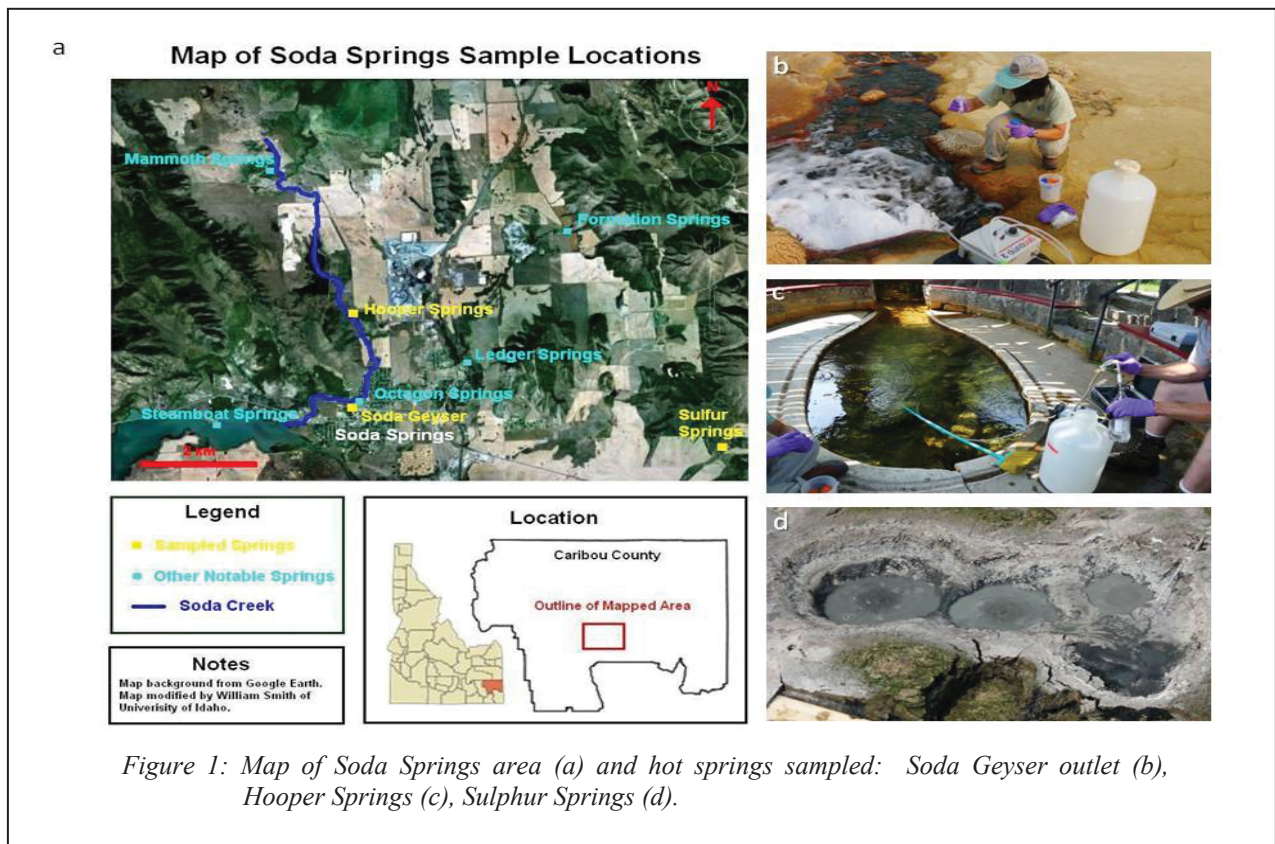 a
Map of Soda Springs Sample Locations
N
Mammoth Springs
Formation Springs
Hooper Springs
Ledger Springs
Octagon Springs
Steamboat Springs
Soda Geyser
Sulfur
Springs
Soda Springs
2 km
Legend
Sampled Springs
Other Notable Springs
Soda Creek
Notes
Map background from Google Earth.
Map modified by William Smith of
Univerisity of Idaho.
Location
Caribou County
Outline of Mapped Area
b
c
d
Figure 1: Map of Soda Springs area (a) and hot springs sampled: Soda Geyser outlet (b),
Hooper Springs (c), Sulphur Springs (d).